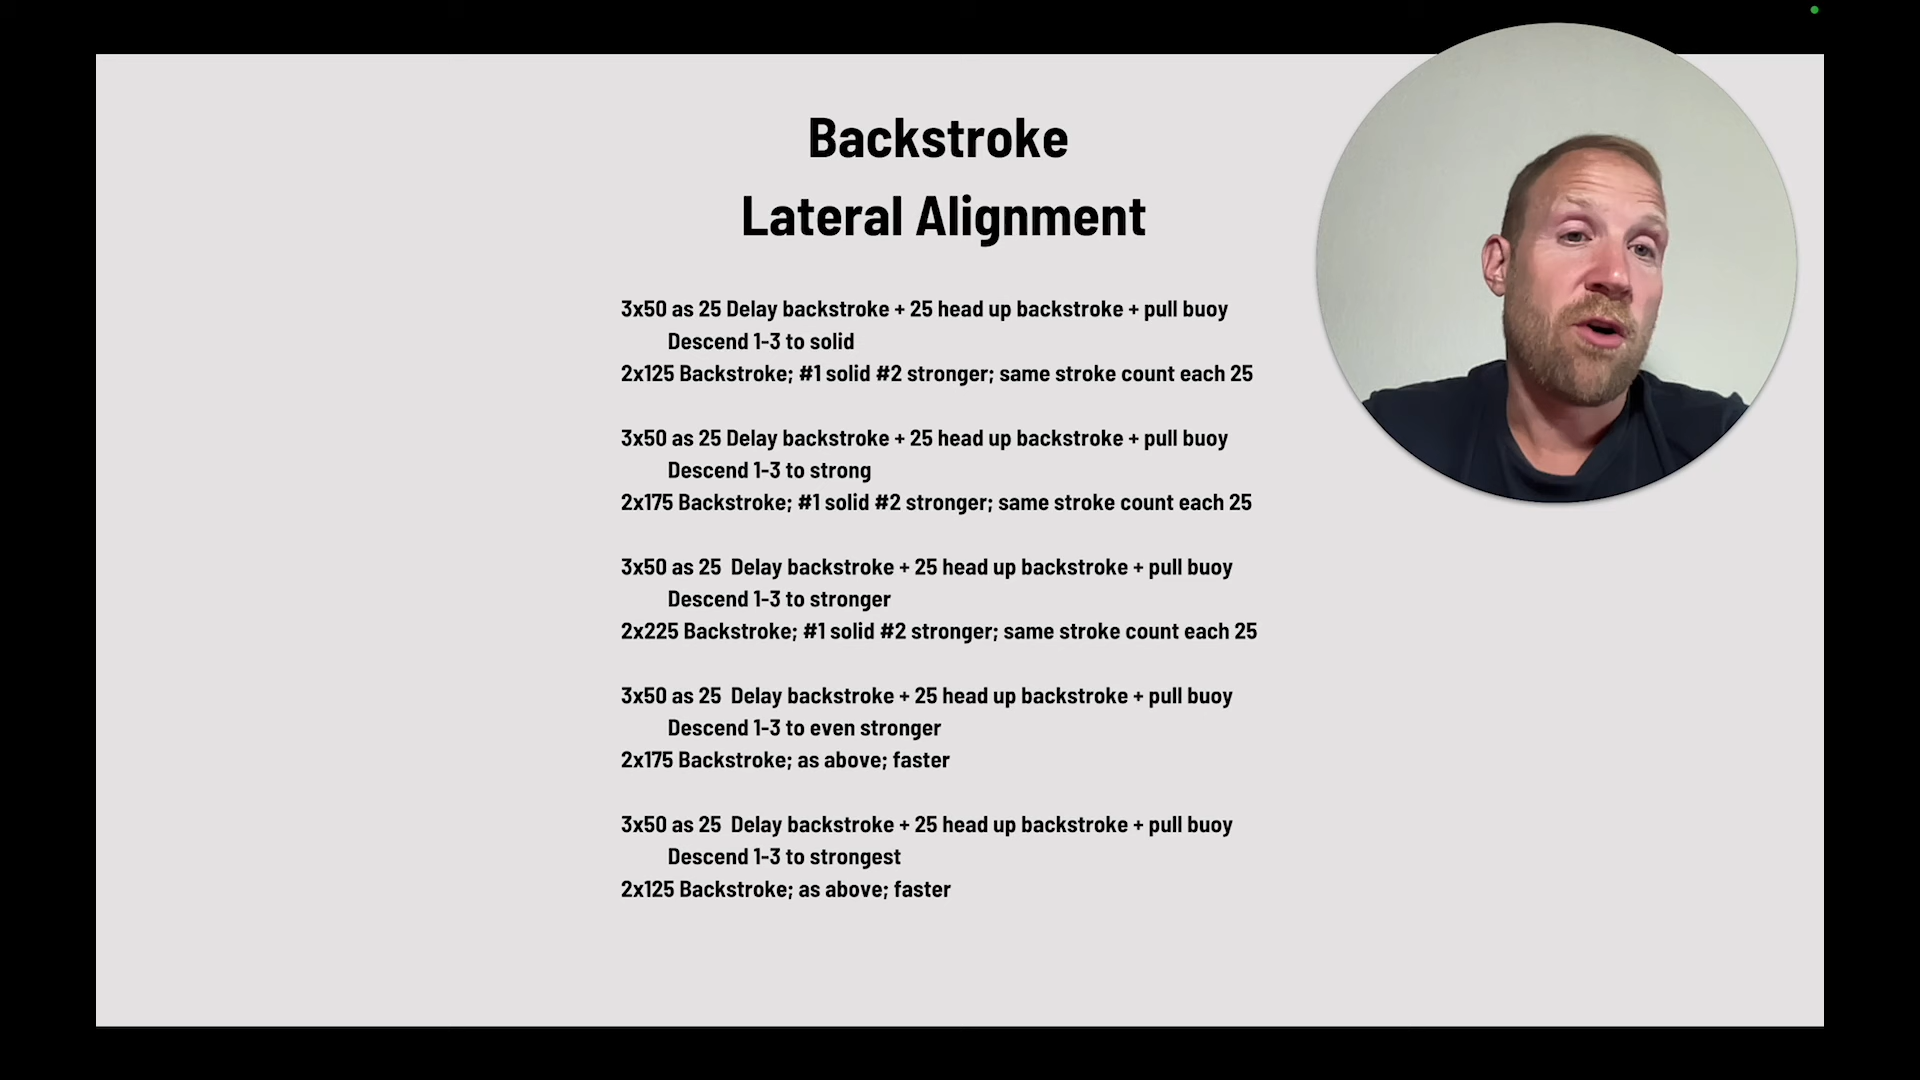 Backstroke
Lateral Alignment
3x50 as 25 Delay backstroke + 25 head up backstroke + pull buoy
Descend 1-3 to solid
2x125 Backstroke; #1 solid #2 stronger; same stroke count each 25
3x50 as 25 Delay backstroke + 25 head up backstroke + pull buoy
Descend 1-3 to strong
2x175 Backstroke; #1 solid #2 stronger; same stroke count each 25
3x50 as 25  Delay backstroke + 25 head up backstroke + pull buoy
Descend 1-3 to stronger
2x225 Backstroke; #1 solid #2 stronger; same stroke count each 25
3x50 as 25  Delay backstroke + 25 head up backstroke + pull buoy
Descend 1-3 to even stronger
2x175 Backstroke; as above; faster
3x50 as 25  Delay backstroke + 25 head up backstroke + pull buoy
Descend 1-3 to strongest
2x125 Backstroke; as above; faster